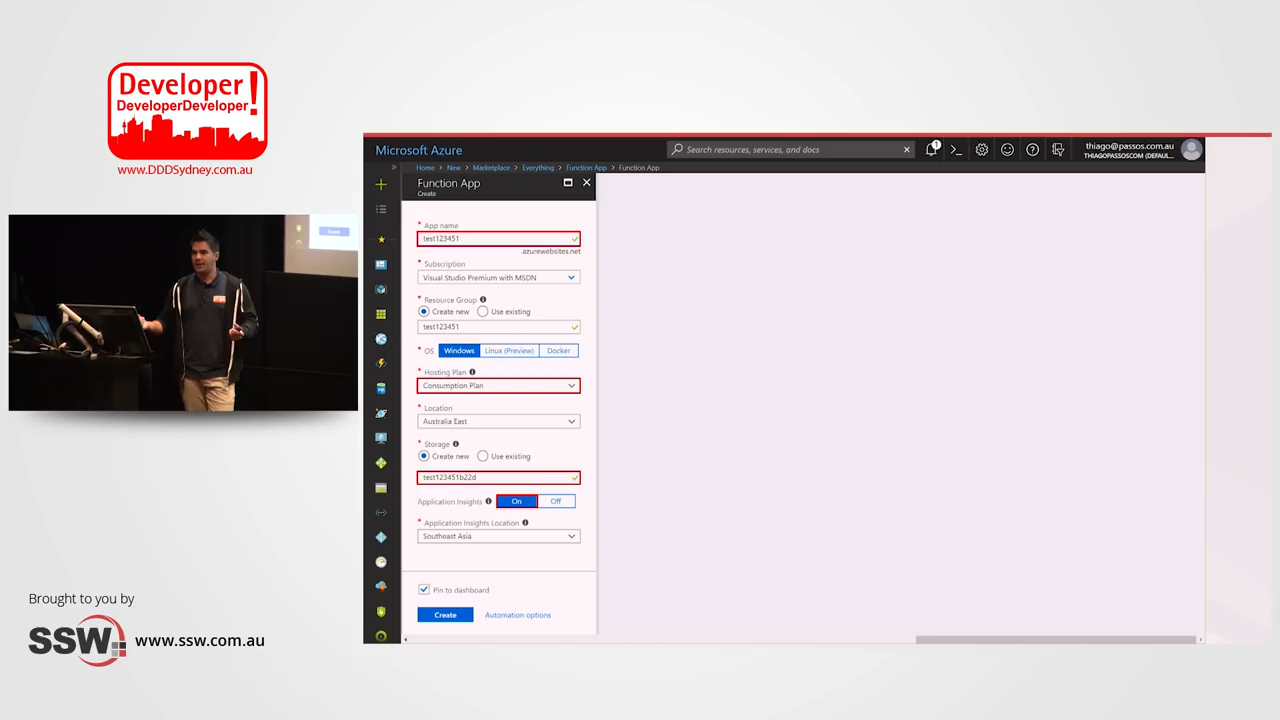 Developer!
DeveloperDeveloper
www.DDDSydney.com.au
Brought to you by
SSW
www.ssw.com.au
Microsoft Azure
Search resources, services, and docs
1
thiago@passos.com.au
THIAGOPASSOS.COM (DEFAUL...
Home > New > Marketplace > Everything > Function App > Function App
Function App
Create
* App name
test123451
.azurewebsites.net
* Subscription
Visual Studio Premium with MSDN
* Resource Group
Create new Use existing
test123451
* OS Windows Linux (Preview) Docker
* Hosting Plan
Consumption Plan
* Location
Australia East
* Storage
Create new Use existing
test123451b22d
Application Insights On Off
* Application Insights Location
Southeast Asia
Pin to dashboard
Create Automation options